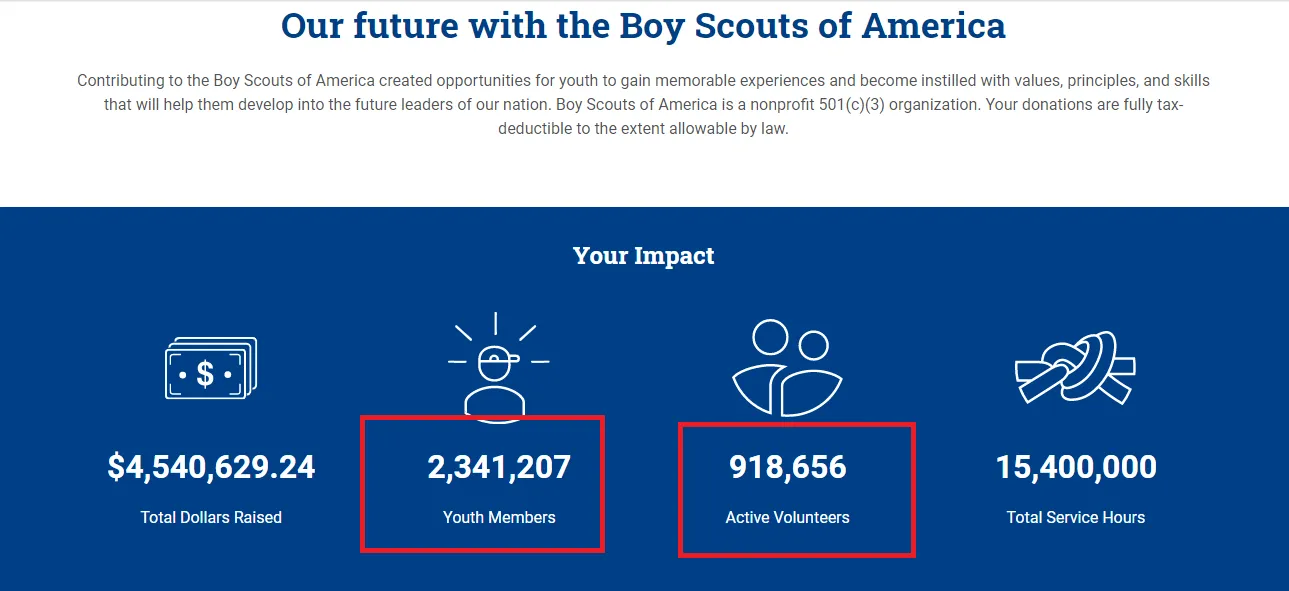 Our future with the Boy Scouts of America
Contributing to the Boy Scouts of America created opportunities for youth to gain memorable experiences and become instilled with values, principles, and skills
that will help them develop into the future leaders of our nation. Boy Scouts of America is a nonprofit 501(c)(3) organization. Your donations are fully tax-
deductible to the extent allowable by law.
Your Impact
$
$4,540,629.24
Total Dollars Raised
2,341,207
Youth Members
918,656
Active Volunteers
15,400,000
Total Service Hours